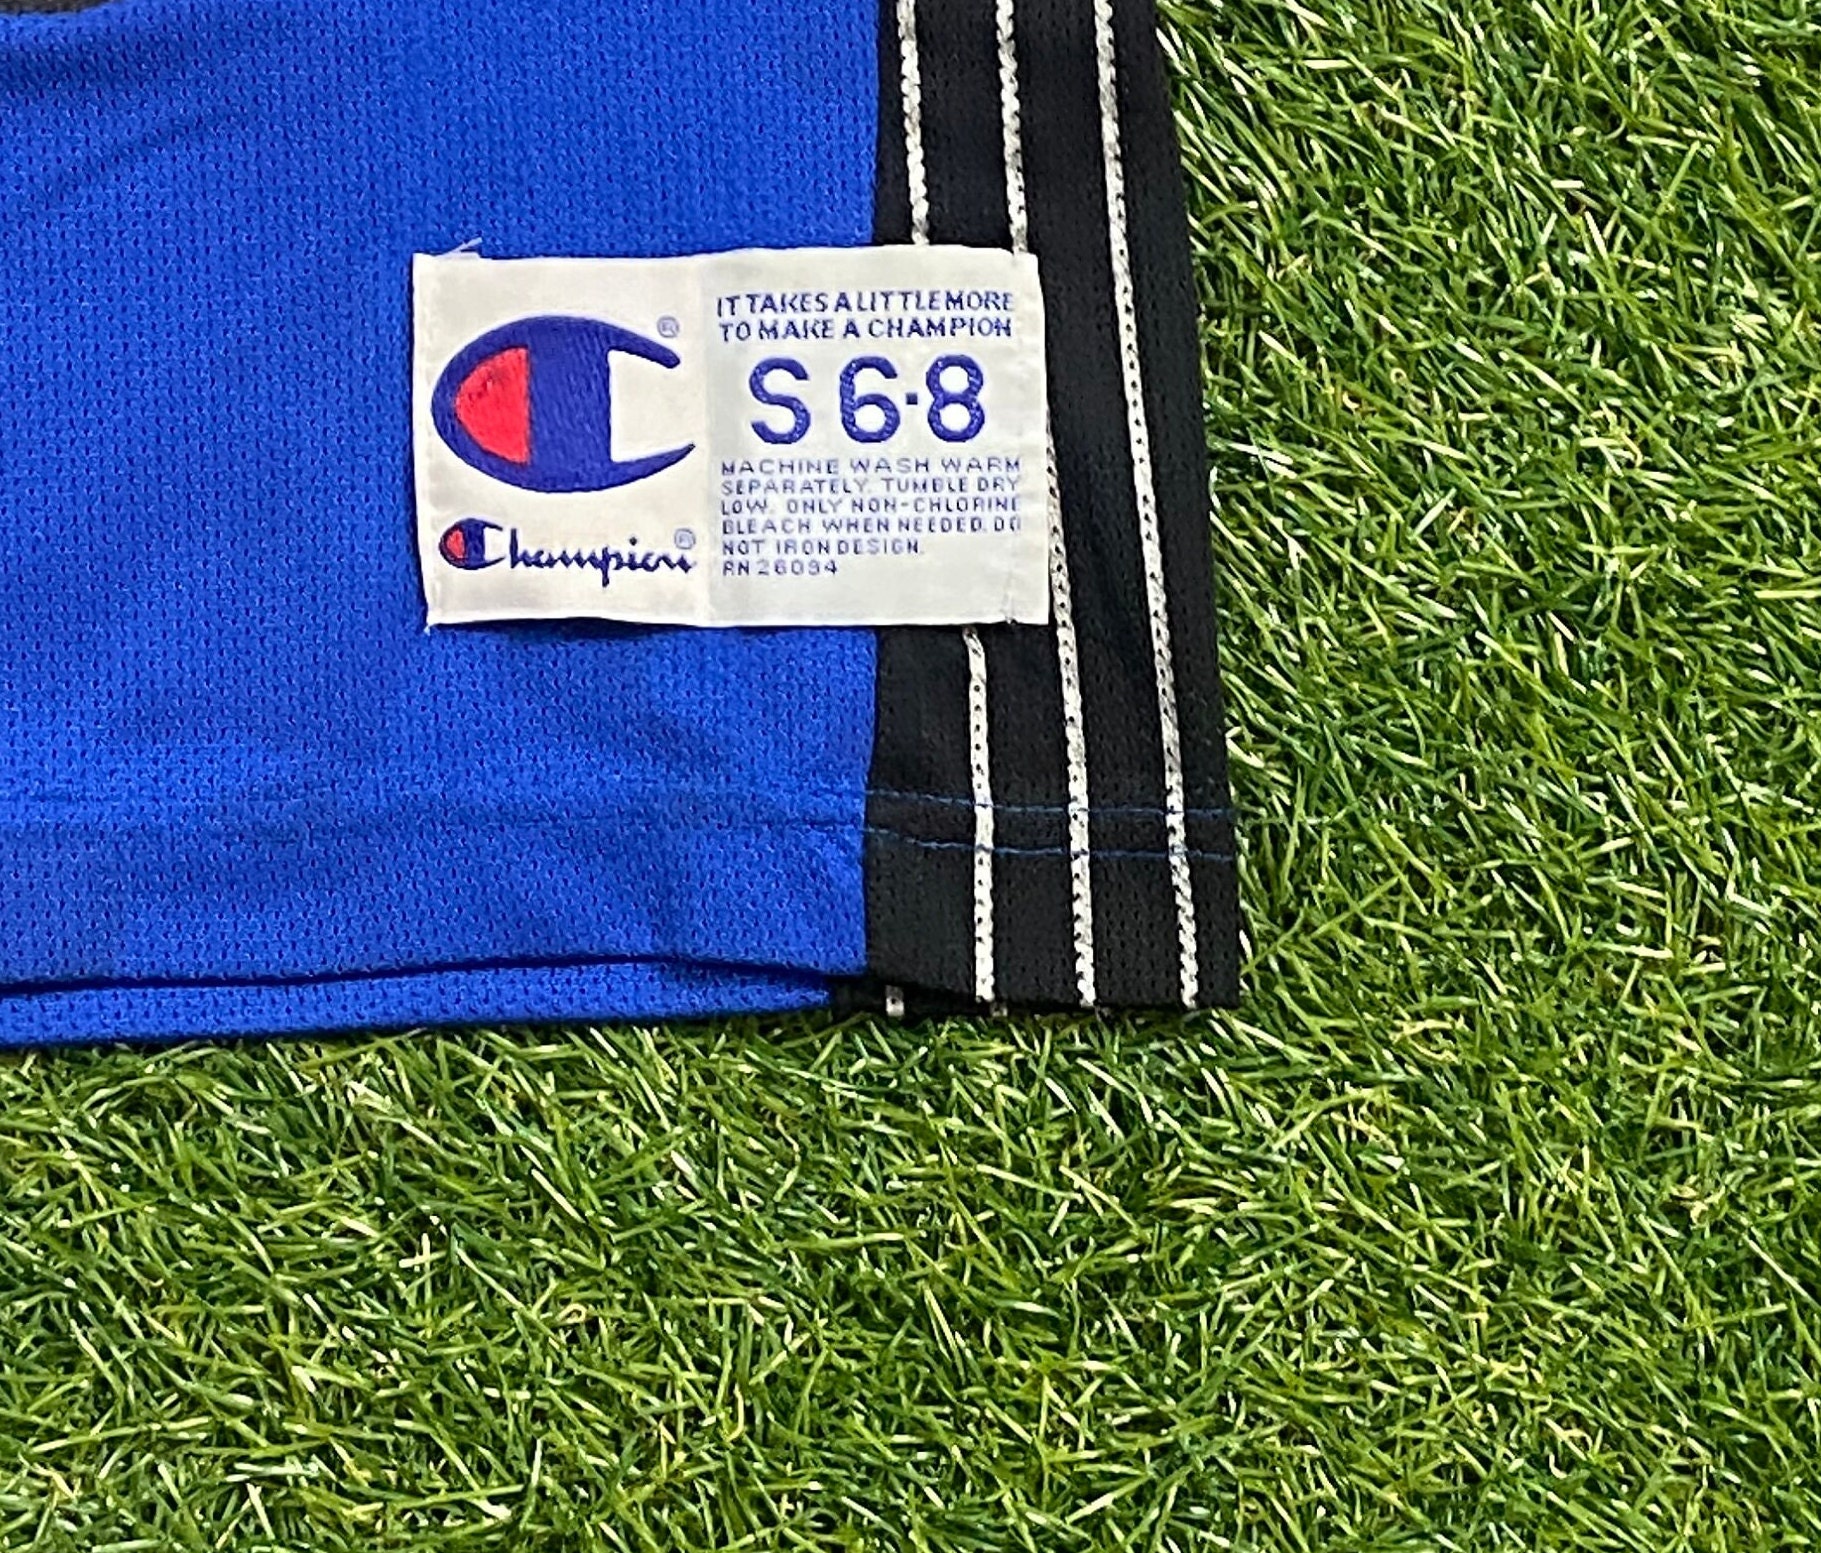 IT TAKES A LITTLE MORE
TO MAKE A CHAMPION
S 6-8
MACHINE WASH WARM
SEPARATELY. TUMBLE DRY
LOW. ONLY NON-CHLORINE
BLEACH WHEN NEEDED. DO
NOT IRON DESIGN.
RN 26094
Champion®